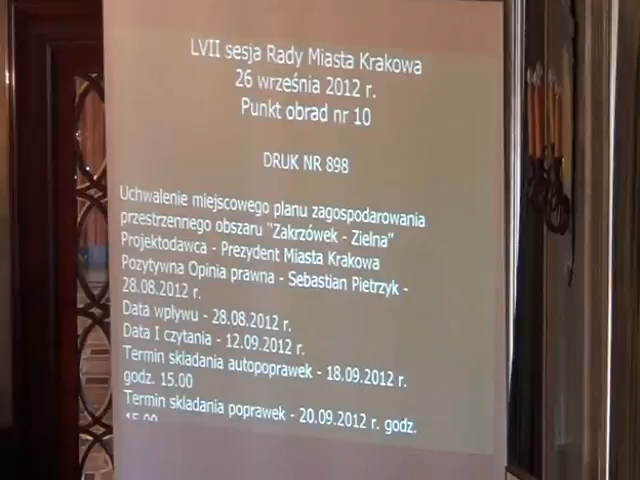 LVII sesja Rady Miasta Krakowa
26 września 2012 r.
Punkt obrad nr 10
DRUK NR 898
Uchwalenie miejscowego planu zagospodarowania
przestrzennego obszaru "Zakrzówek - Zielna"
Projektodawca - Prezydent Miasta Krakowa
Pozytywna Opinia prawna - Sebastian Pietrzyk -
28.08.2012 r.
Data wpływu - 28.08.2012 r.
Data I czytania - 12.09.2012 r.
Termin składania autopoprawek - 18.09.2012 r.
godz. 15.00
Termin składania poprawek - 20.09.2012 r. godz.
15.00